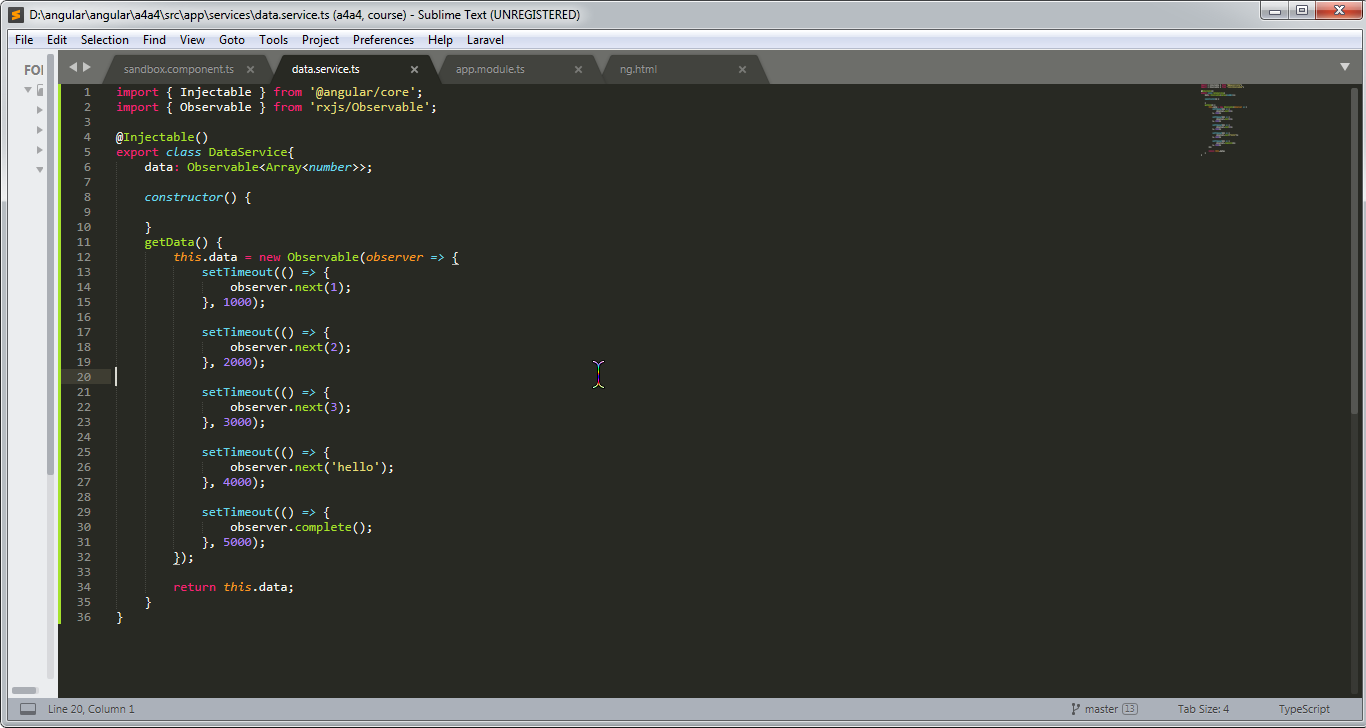 D:\angular\angular\a4a4\src\app\services\data.service.ts (a4a4, course) - Sublime Text (UNREGISTERED)
File Edit Selection Find View Goto Tools Project Preferences Help Laravel
FOI
sandbox.component.ts × data.service.ts × app.module.ts × ng.html ×
1 import { Injectable } from '@angular/core';
2 import { Observable } from 'rxjs/Observable';
3
4 @Injectable()
5 export class DataService{
6     data: Observable<Array<number>>;
7
8     constructor() {
9
10     }
11     getData() {
12         this.data = new Observable(observer => {
13             setTimeout(() => {
14                 observer.next(1);
15             }, 1000);
16
17             setTimeout(() => {
18                 observer.next(2);
19             }, 2000);
20
21             setTimeout(() => {
22                 observer.next(3);
23             }, 3000);
24
25             setTimeout(() => {
26                 observer.next('hello');
27             }, 4000);
28
29             setTimeout(() => {
30                 observer.complete();
31             }, 5000);
32         });
33
34         return this.data;
35     }
36 }
Line 20, Column 1 master 13 Tab Size: 4 TypeScript